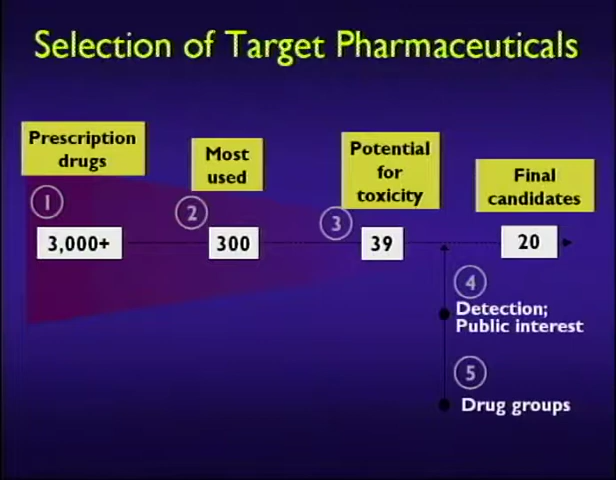 Selection of Target Pharmaceuticals
Prescription
drugs
Most
used
Potential
for
toxicity
Final
candidates
1
2
3
3,000+
300
39
20
4
Detection;
Public interest
5
Drug groups